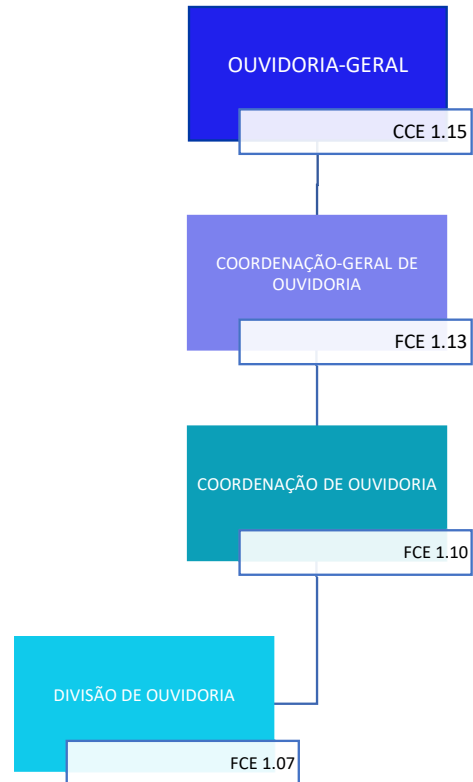 OUVIDORIA-GERAL
CCE 1.15
COORDENAÇÃO-GERAL DE
OUVIDORIA
FCE 1.13
COORDENAÇÃO DE OUVIDORIA
FCE 1.10
DIVISÃO DE OUVIDORIA
FCE 1.07